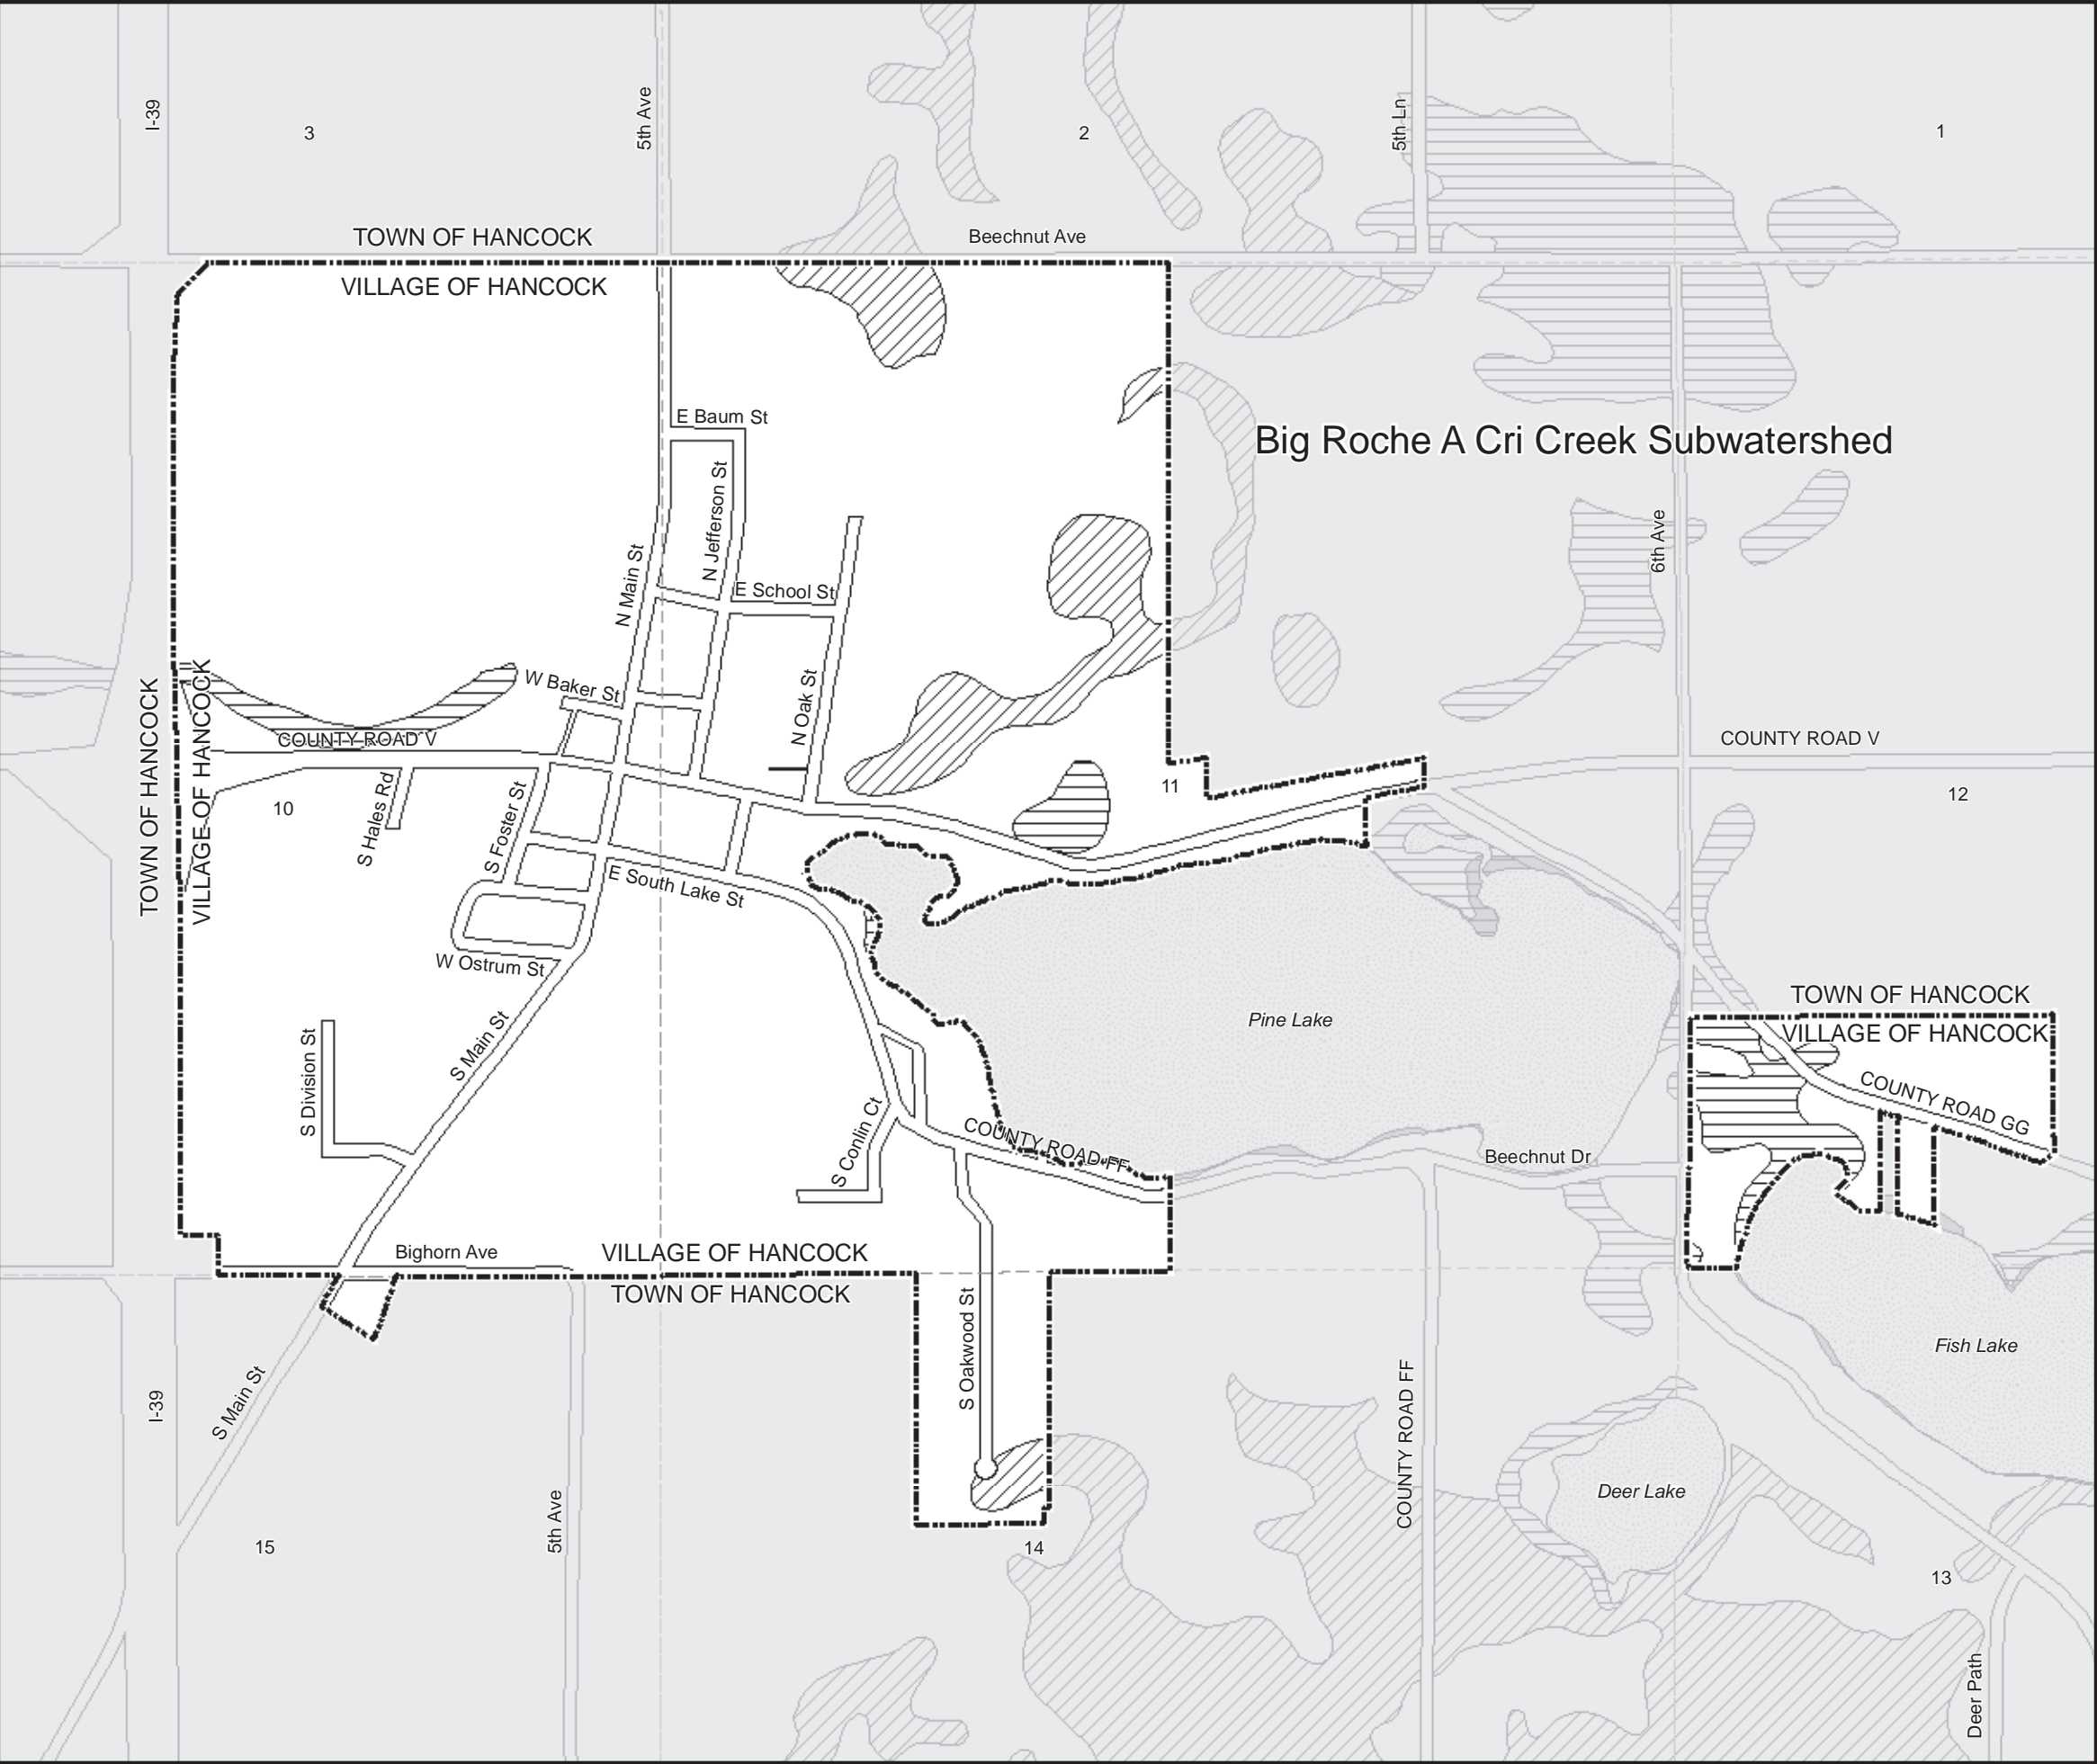 I-39
3
5th Ave
2
5th Ln
1
TOWN OF HANCOCK
Beechnut Ave
VILLAGE OF HANCOCK
E Baum St
Big Roche A Cri Creek Subwatershed
N Jefferson St
6th Ave
N Main St
E School St
W Baker St
N Oak St
TOWN OF HANCOCK
VILLAGE OF HANCOCK
COUNTY ROAD V
COUNTY ROAD V
10
S Hales Rd
S Foster St
11
12
E South Lake St
W Ostrum St
TOWN OF HANCOCK
Pine Lake
VILLAGE OF HANCOCK
S Main St
S Division St
S Conlin Ct
COUNTY ROAD FF
COUNTY ROAD GG
Beechnut Dr
Bighorn Ave
VILLAGE OF HANCOCK
TOWN OF HANCOCK
S Oakwood St
Fish Lake
I-39
S Main St
COUNTY ROAD FF
Deer Lake
15
5th Ave
14
13
Deer Path